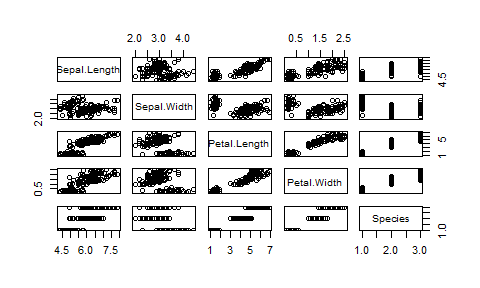 2.0 3.0 4.0
0.5 1.5 2.5
Sepal.Length
4.5
2.0
Sepal.Width
Petal.Length
1 5
0.5
Petal.Width
Species
1.0
4.5 6.0 7.5
1 3 5 7
1.0 2.0 3.0